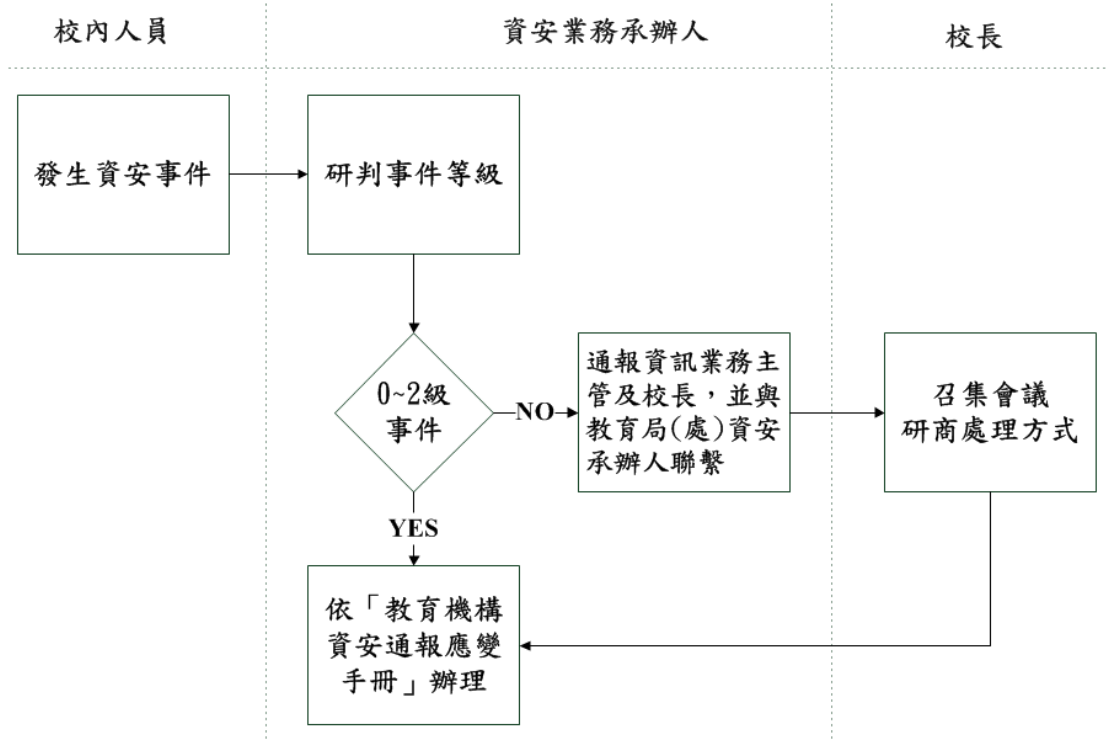 校內人員
資安業務承辦人
校長
發生資安事件
研判事件等級
0~2級
事件
NO
通報資訊業務主
管及校長，並與
教育局(處)資安
承辦人聯繫
召集會議
研商處理方式
YES
依「教育機構
資安通報應變
手冊」辦理